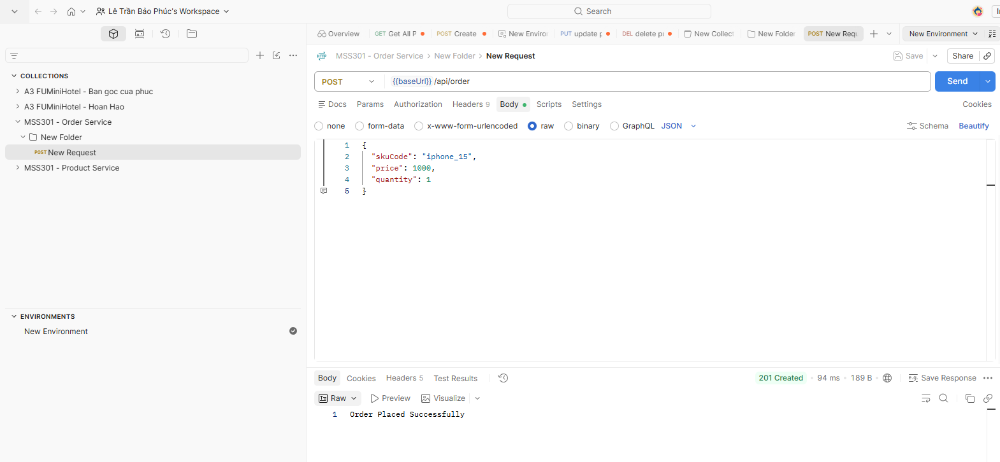 Lê Trần Bảo Phúc's Workspace
Search
Overview
GET Get All P
POST Create
New Enviror
PUT update p
DEL delete pr
New Collect
New Folder
POST New Requ
New Environment
COLLECTIONS
A3 FUMiniHotel - Ban goc cua phuc
A3 FUMiniHotel - Hoan Hao
MSS301 - Order Service
New Folder
POST New Request
MSS301 - Product Service
ENVIRONMENTS
New Environment
HTTP MSS301 - Order Service > New Folder > New Request
Save
Share
POST {{baseUrl}} /api/order
Send
Docs Params Authorization Headers 9 Body Scripts Settings
Cookies
none form-data x-www-form-urlencoded raw binary GraphQL JSON
Schema Beautify
1 {
2 "skuCode": "iphone_15",
3 "price": 1000,
4 "quantity": 1
5 }
Body Cookies Headers 5 Test Results
201 Created • 94 ms • 189 B •
e.g. Save Response
Raw Preview Visualize
1 Order Placed Successfully